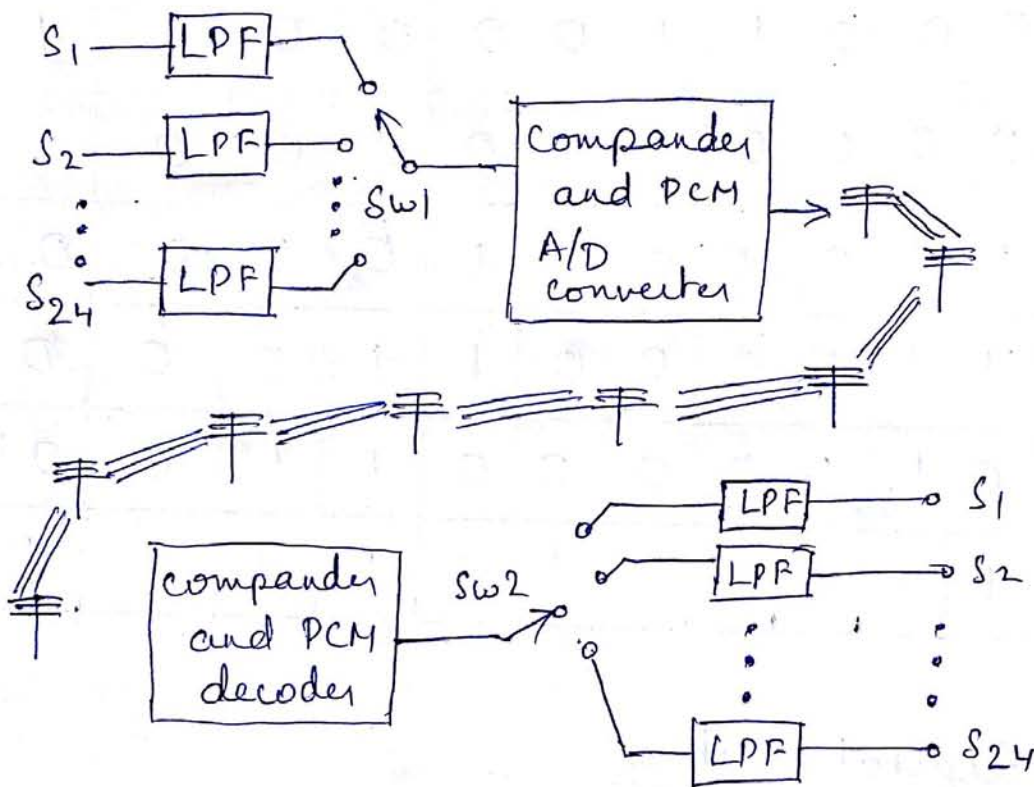 S1 LPF
S2 LPF
SW1
S24 LPF
Compander
and PCM
A/D
converter
LPF S1
LPF S2
LPF S24
SW2
compander
and PCM
decoder